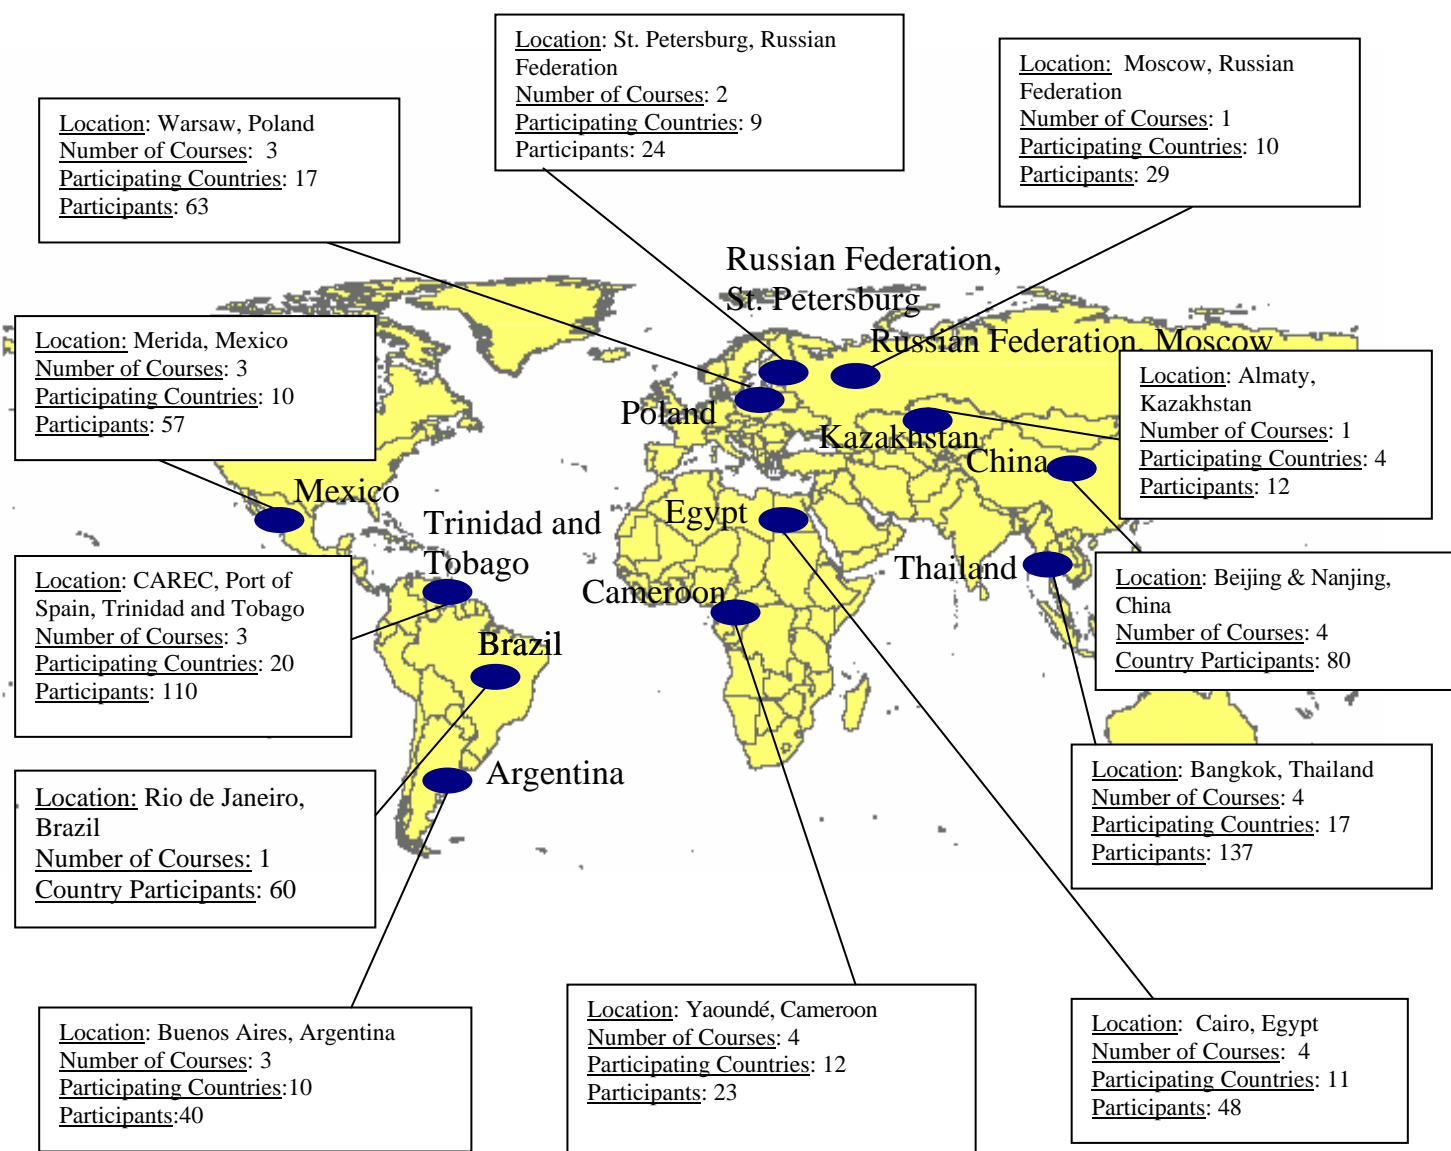 Location: St. Petersburg, Russian
Federation
Number of Courses: 2
Participating Countries: 9
Participants: 24
Location:  Moscow, Russian
Federation
Number of Courses: 1
Participating Countries: 10
Participants: 29
Location: Warsaw, Poland
Number of Courses:  3
Participating Countries: 17
Participants: 63
Russian Federation,
St. Petersburg
Russian Federation, Moscow
Location: Merida, Mexico
Number of Courses: 3
Participating Countries: 10
Participants: 57
Location: Almaty,
Kazakhstan
Number of Courses: 1
Participating Countries: 4
Participants: 12
Poland
Kazakhstan
China
Mexico
Egypt
Trinidad and
Tobago
Thailand
Cameroon
Location: CAREC, Port of
Spain, Trinidad and Tobago
Number of Courses: 3
Participating Countries: 20
Participants: 110
Location: Beijing & Nanjing,
China
Number of Courses: 4
Country Participants: 80
Brazil
Argentina
Location: Bangkok, Thailand
Number of Courses: 4
Participating Countries: 17
Participants: 137
Location: Rio de Janeiro,
Brazil
Number of Courses: 1
Country Participants: 60
Location: Buenos Aires, Argentina
Number of Courses: 3
Participating Countries:10
Participants:40
Location: Yaoundé, Cameroon
Number of Courses: 4
Participating Countries: 12
Participants: 23
Location:  Cairo, Egypt
Number of Courses:  4
Participating Countries: 11
Participants: 48